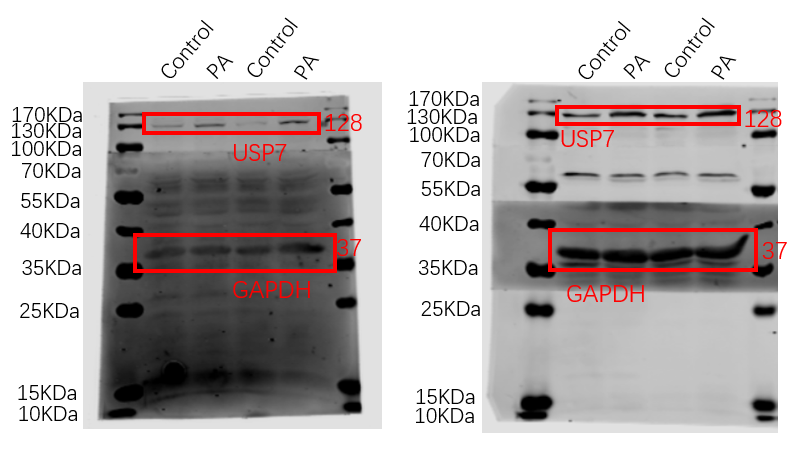 Control
PA
Control
PA
170KDa
130KDa
100KDa
70KDa
55KDa
40KDa
35KDa
25KDa
15KDa
10KDa
128
USP7
37
GAPDH
Control
PA
Control
PA
170KDa
130KDa
100KDa
70KDa
55KDa
40KDa
35KDa
25KDa
15KDa
10KDa
128
USP7
37
GAPDH